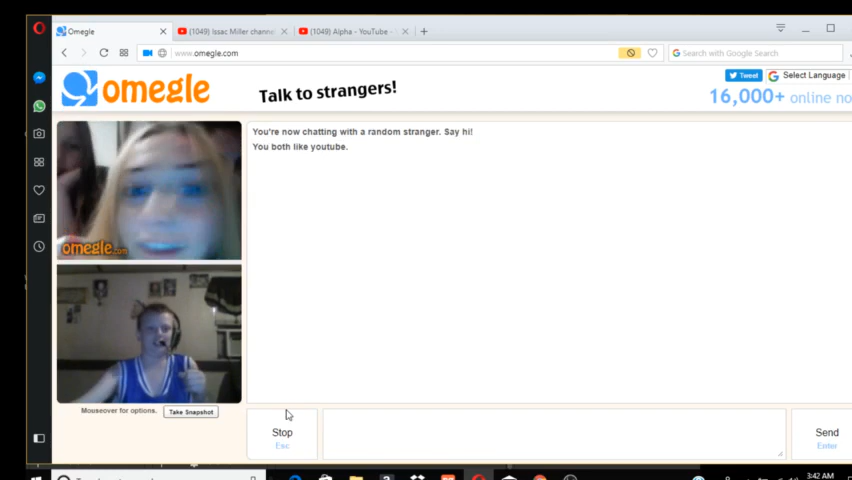 Omegle
(1049) Issac Miller channe
(1049) Alpha - YouTube -
www.omegle.com
Search with Google Search
omegle
Talk to strangers!
Tweet
Select Language
16,000+ online no
You're now chatting with a random stranger. Say hi!
You both like youtube.
omegle.com
Mouseover for options.
Take Snapshot
Stop
Esc
Send
Enter
3:42 AM